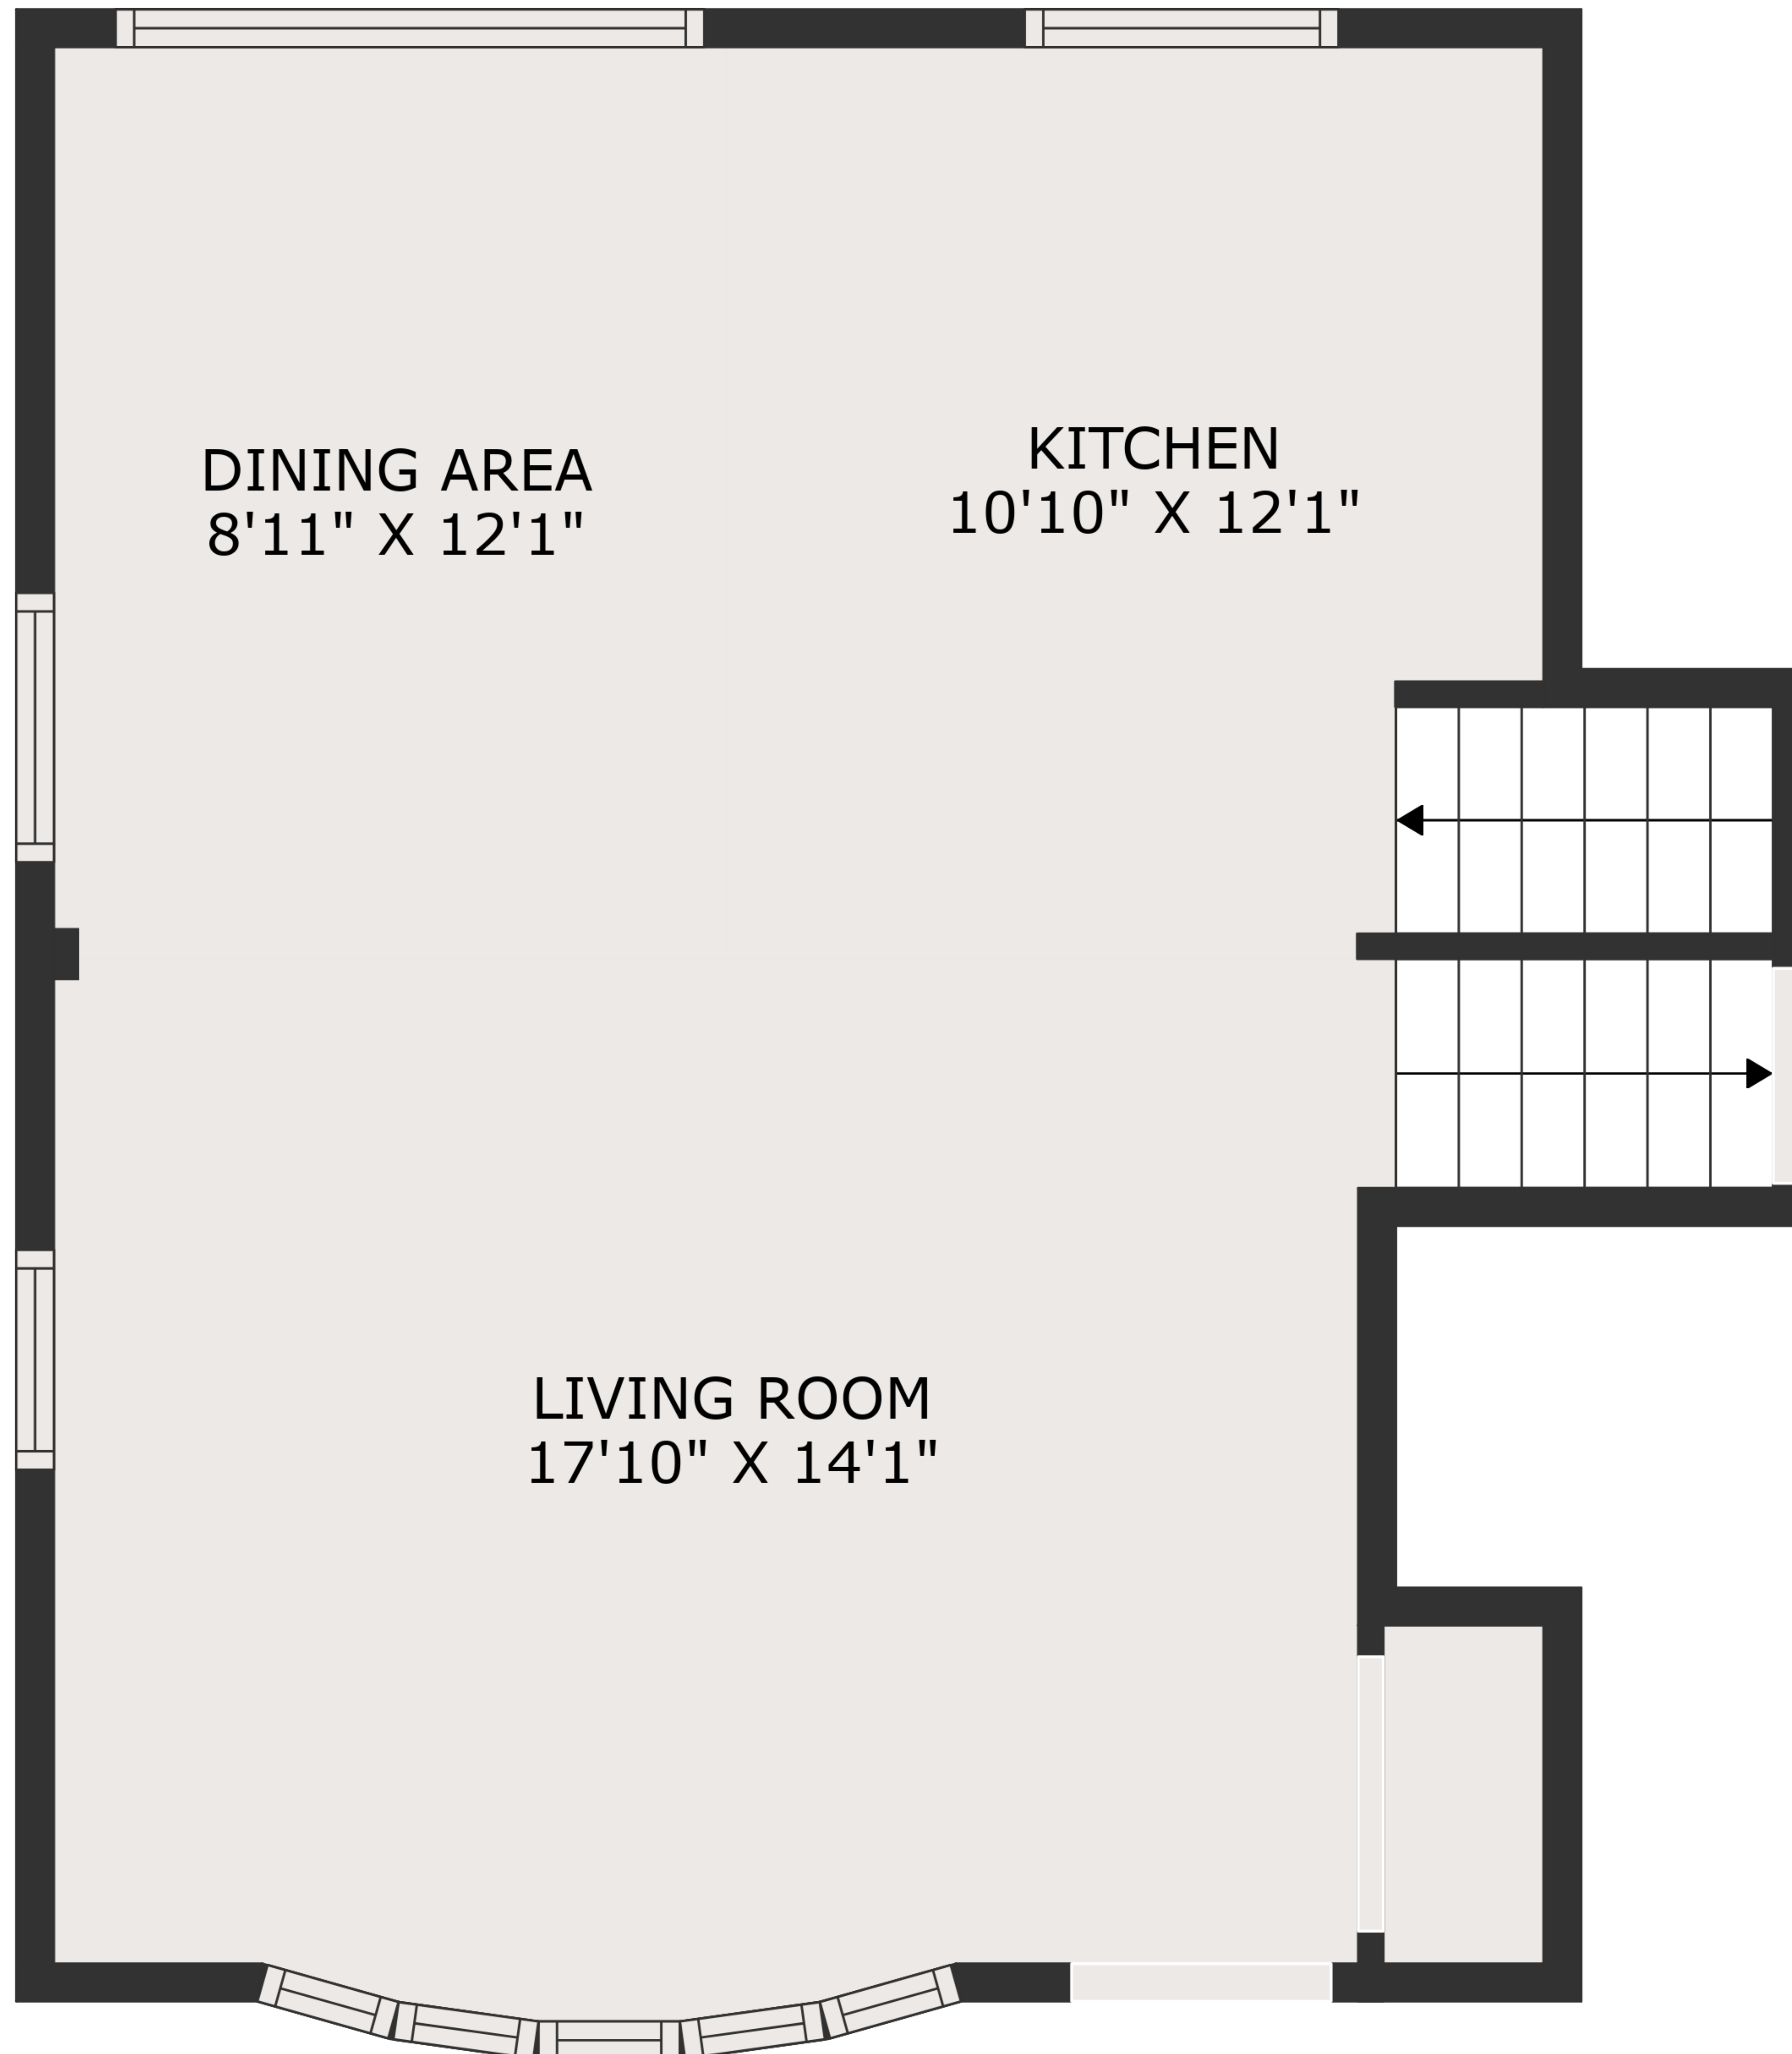 DINING AREA
8'11" X 12'1"
KITCHEN
10'10" X 12'1"
LIVING ROOM
17'10" X 14'1"